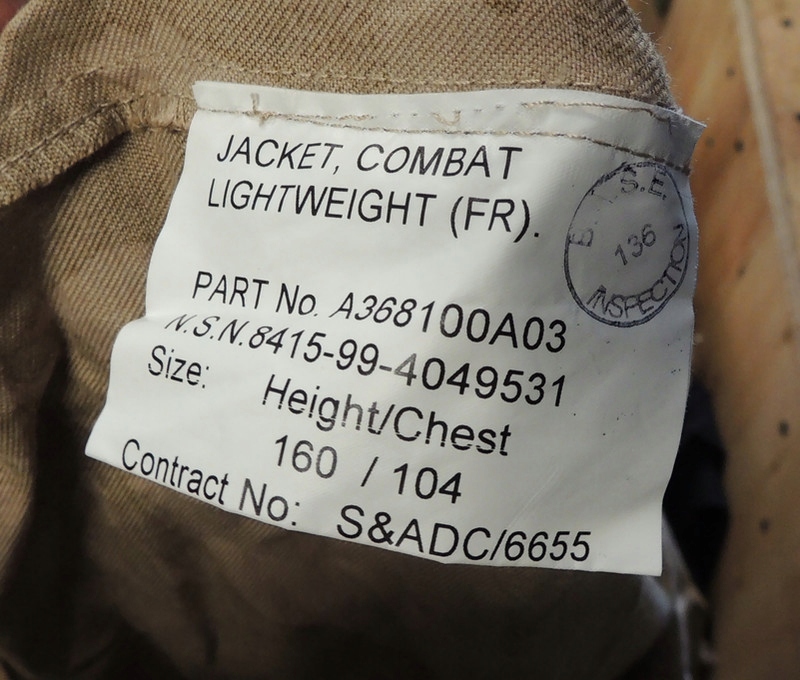 JACKET, COMBAT
LIGHTWEIGHT (FR).
PART No. A368100A03
N.S.N.8415-99-4049531
Size: Height/Chest
160 / 104
Contract No: S&ADC/6655
S.E.
136
INSPECTION